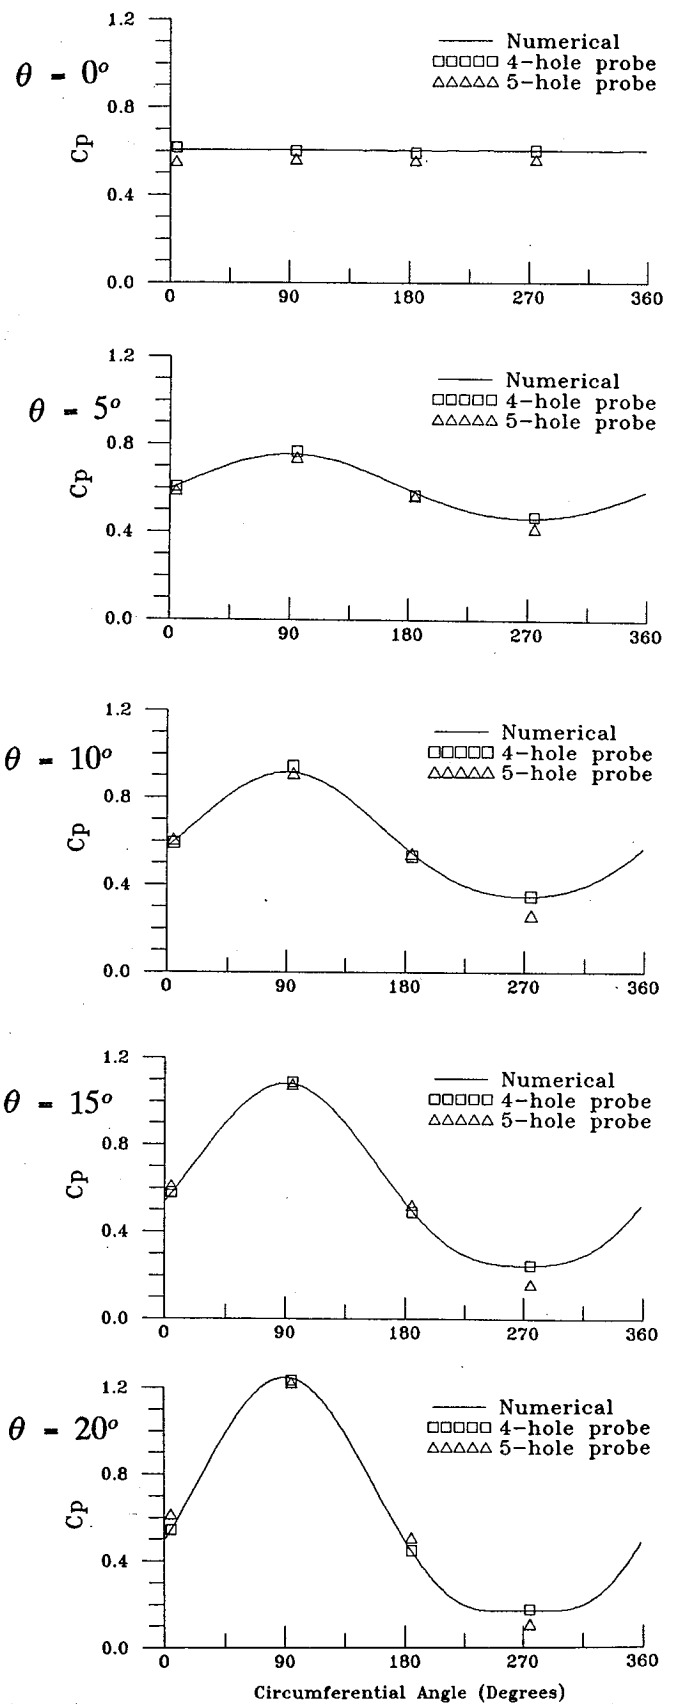 1.2
Numerical
4-hole probe
5-hole probe
θ = 0°
0.8
Cp
0.4
0.0
0 90 180 270 360
1.2
Numerical
4-hole probe
5-hole probe
θ = 5°
0.8
Cp
0.4
0.0
0 90 180 270 360
1.2
Numerical
4-hole probe
5-hole probe
θ = 10°
0.8
Cp
0.4
0.0
0 90 180 270 360
1.2
Numerical
4-hole probe
5-hole probe
θ = 15°
0.8
Cp
0.4
0.0
0 90 180 270 360
1.2
Numerical
4-hole probe
5-hole probe
θ = 20°
0.8
Cp
0.4
0.0
0 90 180 270 360
Circumferential Angle (Degrees)